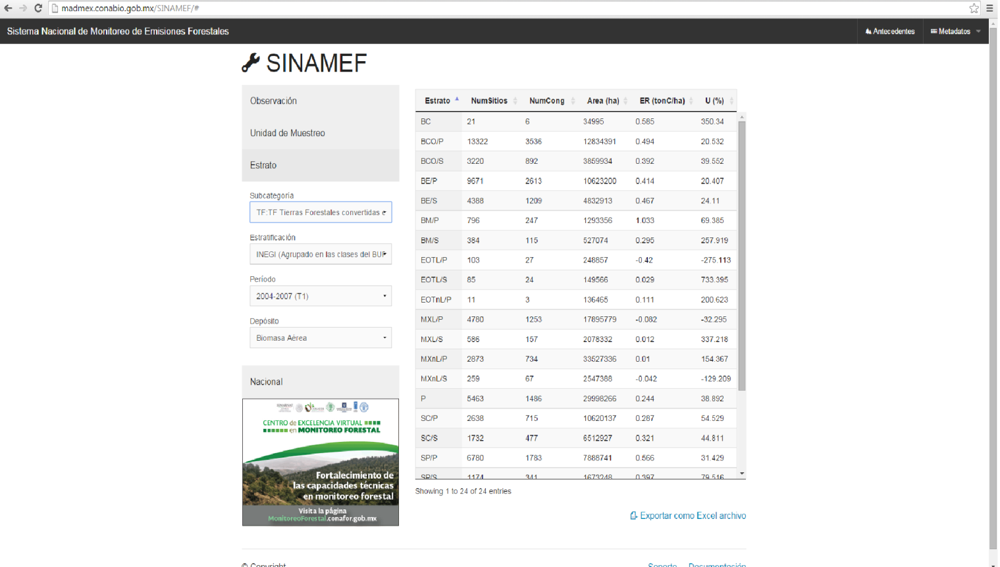 madmex.conabio.gob.mx/SINAMEF/#
Sistema Nacional de Monitoreo de Emisiones Forestales
Antecedentes
Metadatos
SINAMEF
Observación
Unidad de Muestreo
Estrato
Subcategoría
TF:TF Tierras Forestales convertidas
Estratificación
INEGI (Agrupado en las clases del BUR
Período
2004-2007 (T1)
Depósito
Biomasa Aérea
Nacional
CENTRO de EXCELENCIA VIRTUAL
en MONITOREO FORESTAL
Fortalecimiento de
las capacidades técnicas
en monitoreo forestal
Visita la página
MonitoreoForestal.conafor.gob.mx
Estrato NumSitios NumCong Area (ha) ER (tonC/ha) U (%)
BC 21 6 34995 0.585 350.34
BCO/P 13322 3536 12834391 0.494 20.532
BCO/S 3220 892 3859934 0.392 39.552
BE/P 9671 2613 10623200 0.414 20.407
BE/S 4388 1209 4832913 0.467 24.11
BM/P 796 247 1293356 1.033 69.385
BM/S 384 115 527074 0.295 257.919
EOTL/P 103 27 248857 -0.42 -275.113
EOTL/S 85 24 149566 0.029 733.395
EOTnL/P 11 3 136465 0.111 200.623
MXL/P 4780 1253 17895779 -0.082 -32.295
MXL/S 586 157 2078332 0.012 337.218
MXnL/P 2873 734 33527336 0.01 154.367
MXnL/S 259 67 2547388 -0.042 -129.209
P 5463 1486 29998266 0.244 38.892
SC/P 2638 715 10620137 0.287 54.529
SC/S 1732 477 6512927 0.321 44.811
SP/P 6780 1783 7888741 0.566 31.429
SP/S 1174 341 1673248 0.397 79.516
Showing 1 to 24 of 24 entries
Exportar como Excel archivo
© Copyright
Soporte Documentación